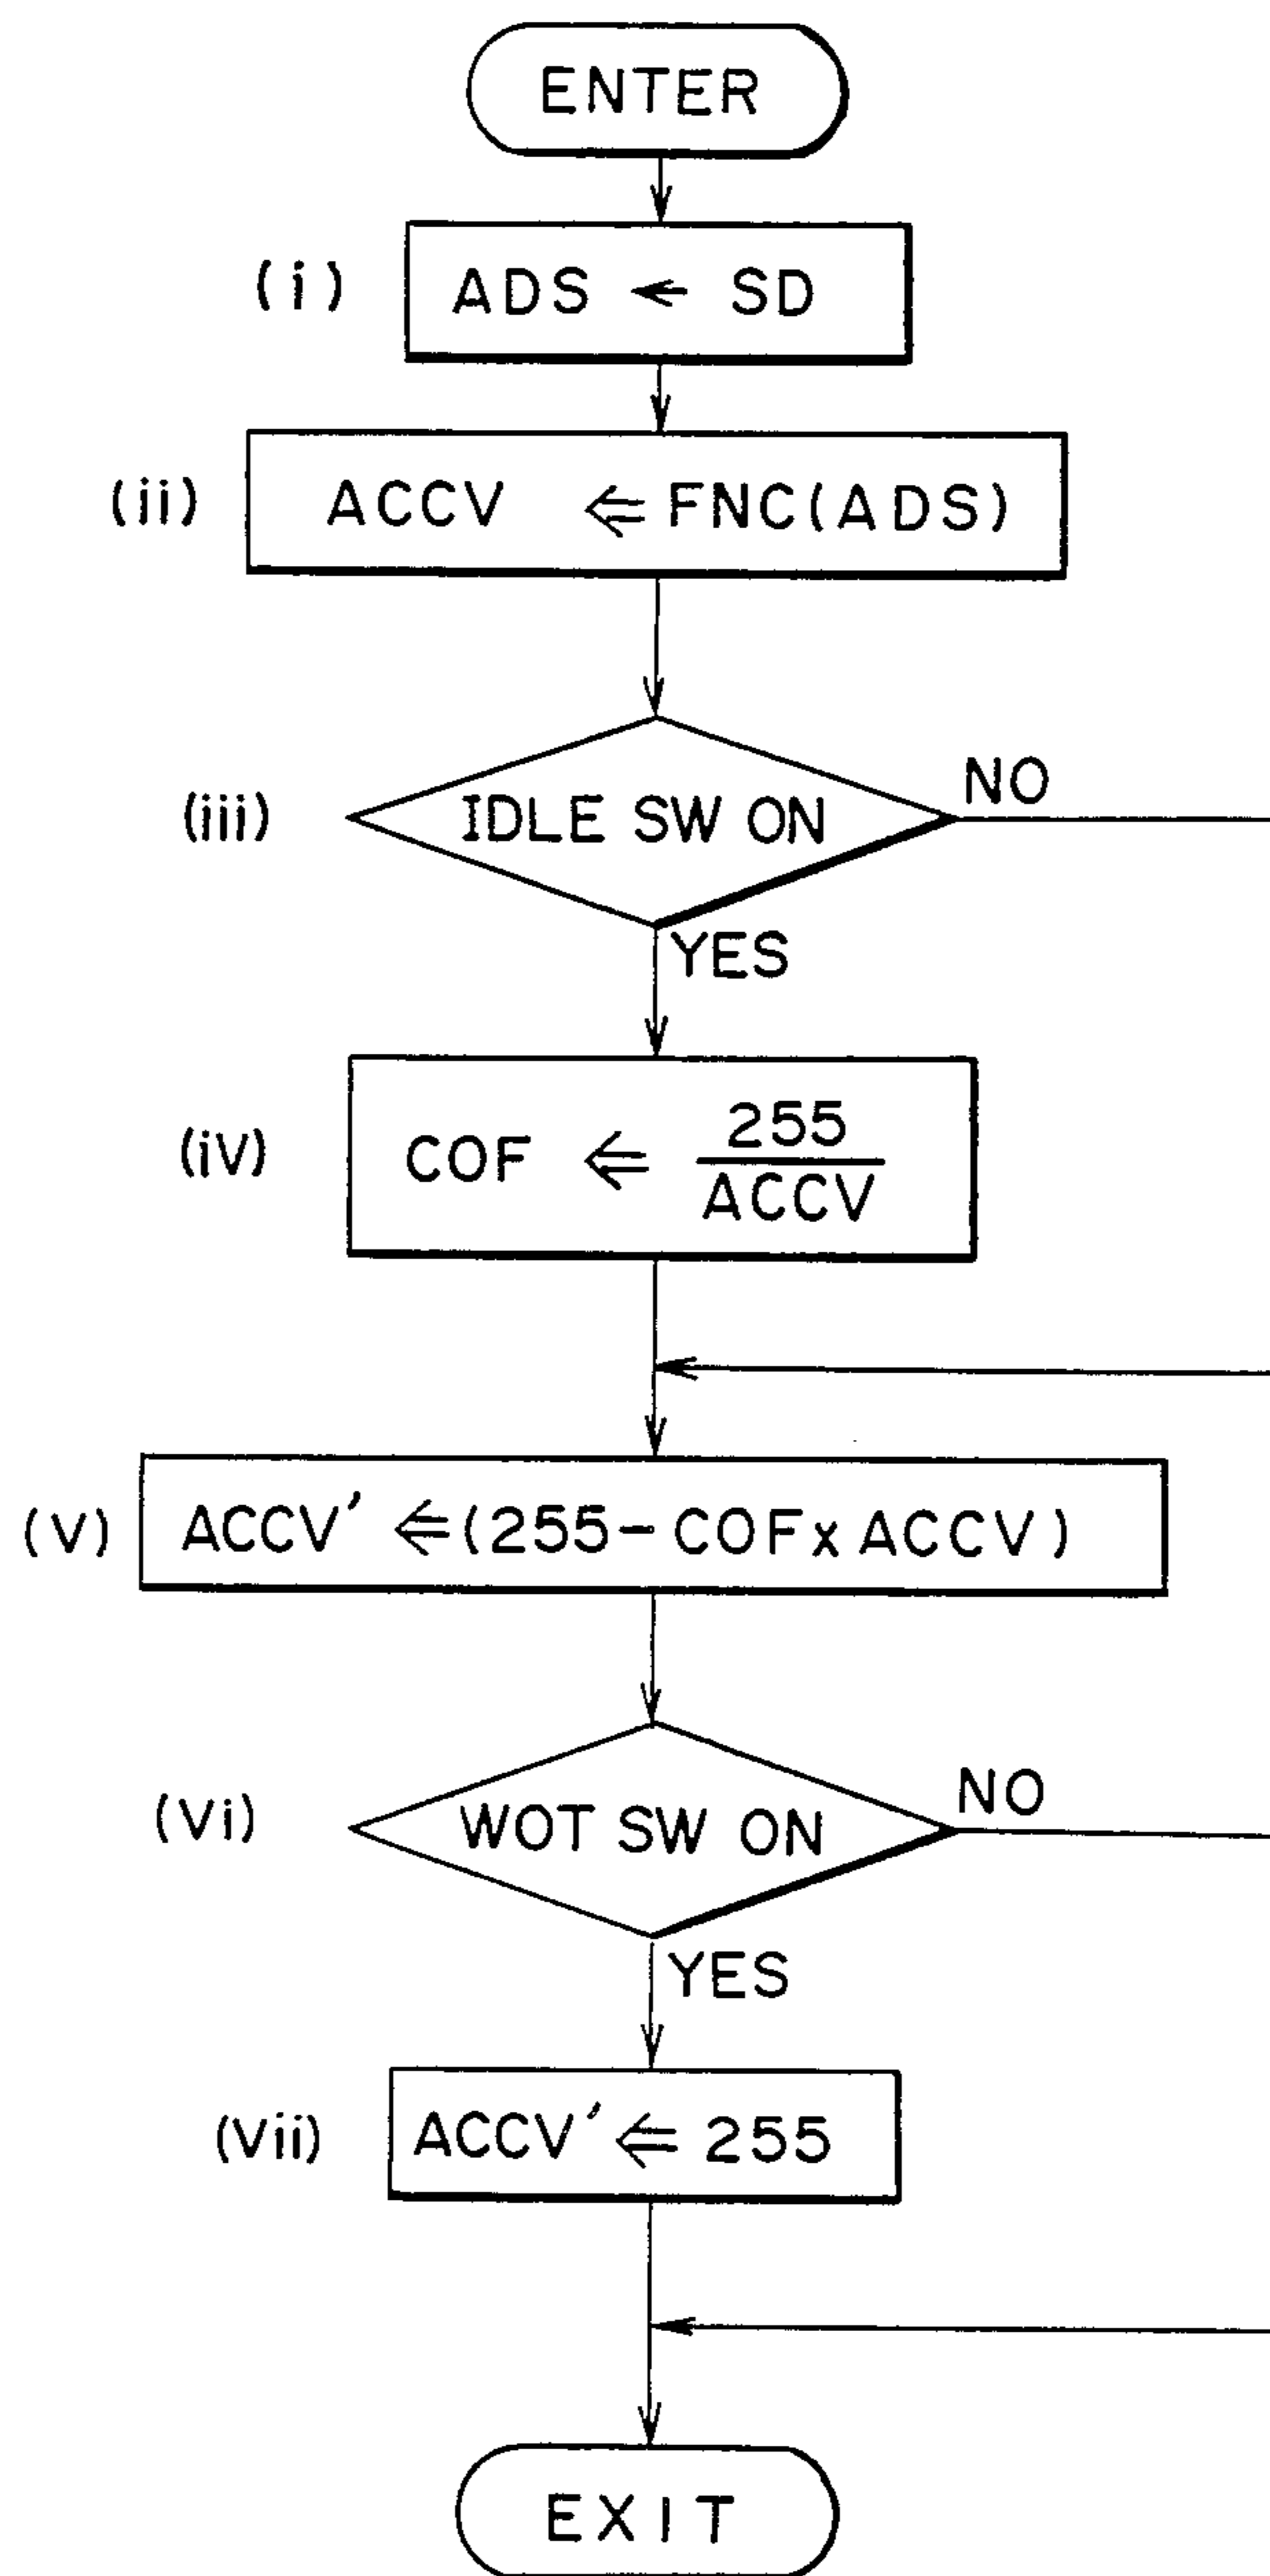 ENTER
(i) ADS ← SD
(ii) ACCV ⇐ FNC(ADS)
(iii) IDLE SW ON NO
YES
(iV) COF ⇐ 255
ACCV
(V) ACCV' ⇐ (255 - COF x ACCV)
(Vi) WOT SW ON NO
YES
(Vii) ACCV' ⇐ 255
EXIT